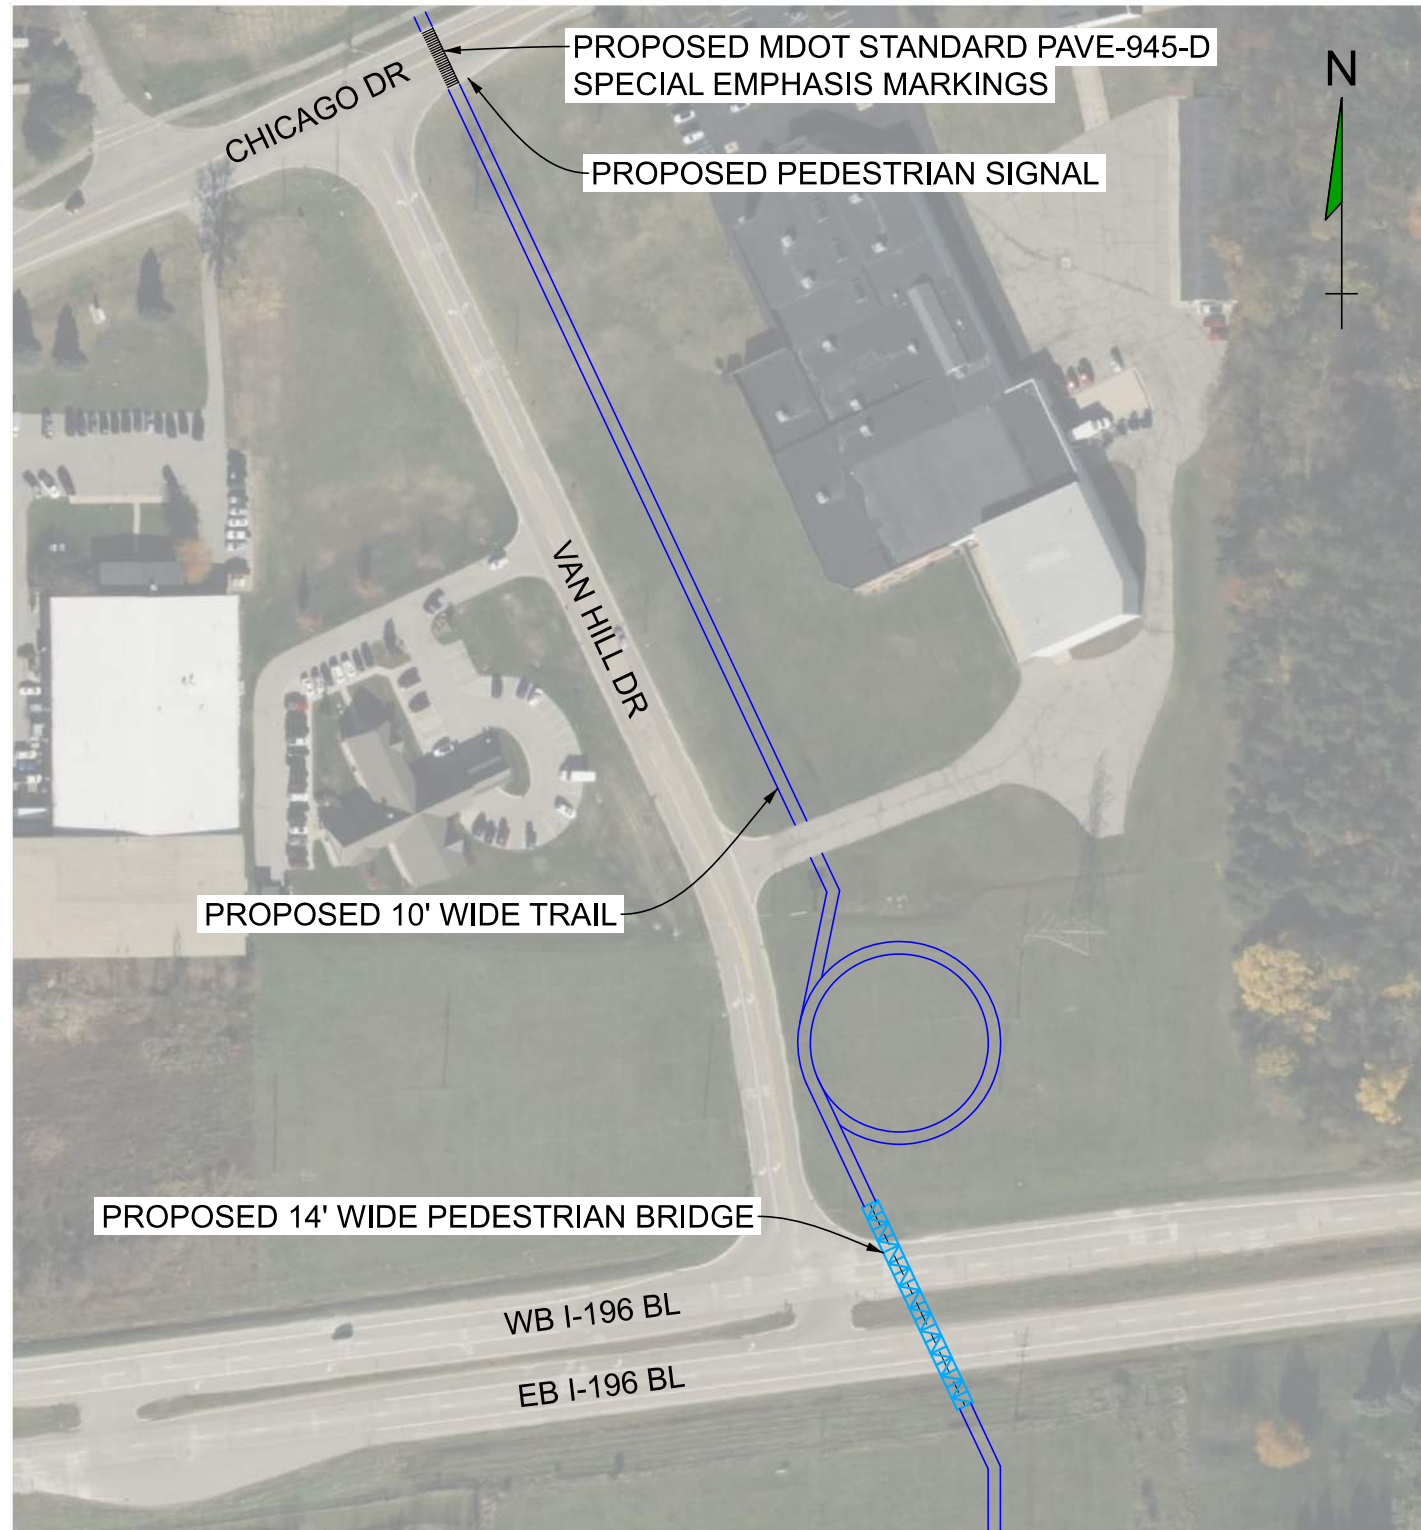 PROPOSED MDOT STANDARD PAVE-945-D
SPECIAL EMPHASIS MARKINGS
N
CHICAGO DR
PROPOSED PEDESTRIAN SIGNAL
VAN HILL DR
PROPOSED 10' WIDE TRAIL
PROPOSED 14' WIDE PEDESTRIAN BRIDGE
WB I-196 BL
EB I-196 BL